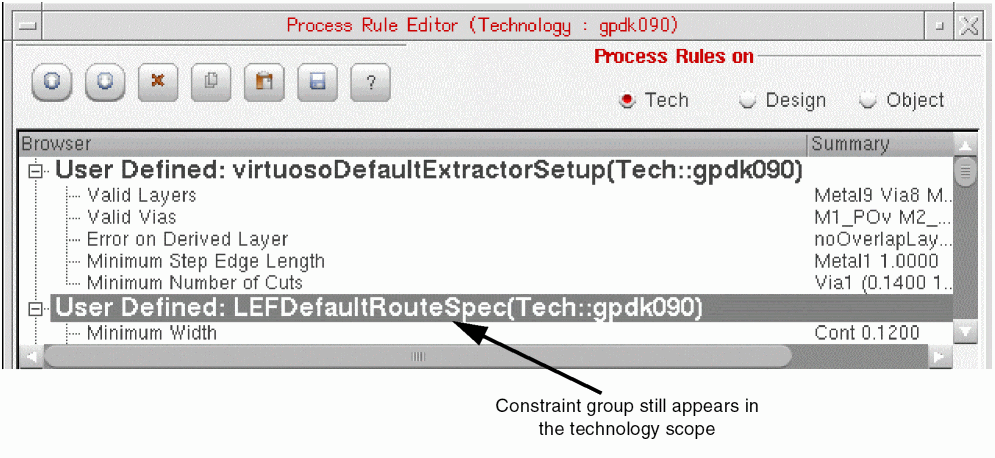 Process Rule Editor (Technology : gpdk090)
Process Rules on
?
Tech Design Object
Browser Summary
User Defined: virtuosoDefaultExtractorSetup(Tech::gpdk090)
Valid Layers Metal9 Via8 M..
Valid Vias M1_POv M2_...
Error on Derived Layer noOverlapLay...
Minimum Step Edge Length Metal1 1.0000
Minimum Number of Cuts Via1 (0.1400 1..
User Defined: LEFDefaultRouteSpec(Tech::gpdk090)
Minimum Width Cont 0.1200
Constraint group still appears in
the technology scope